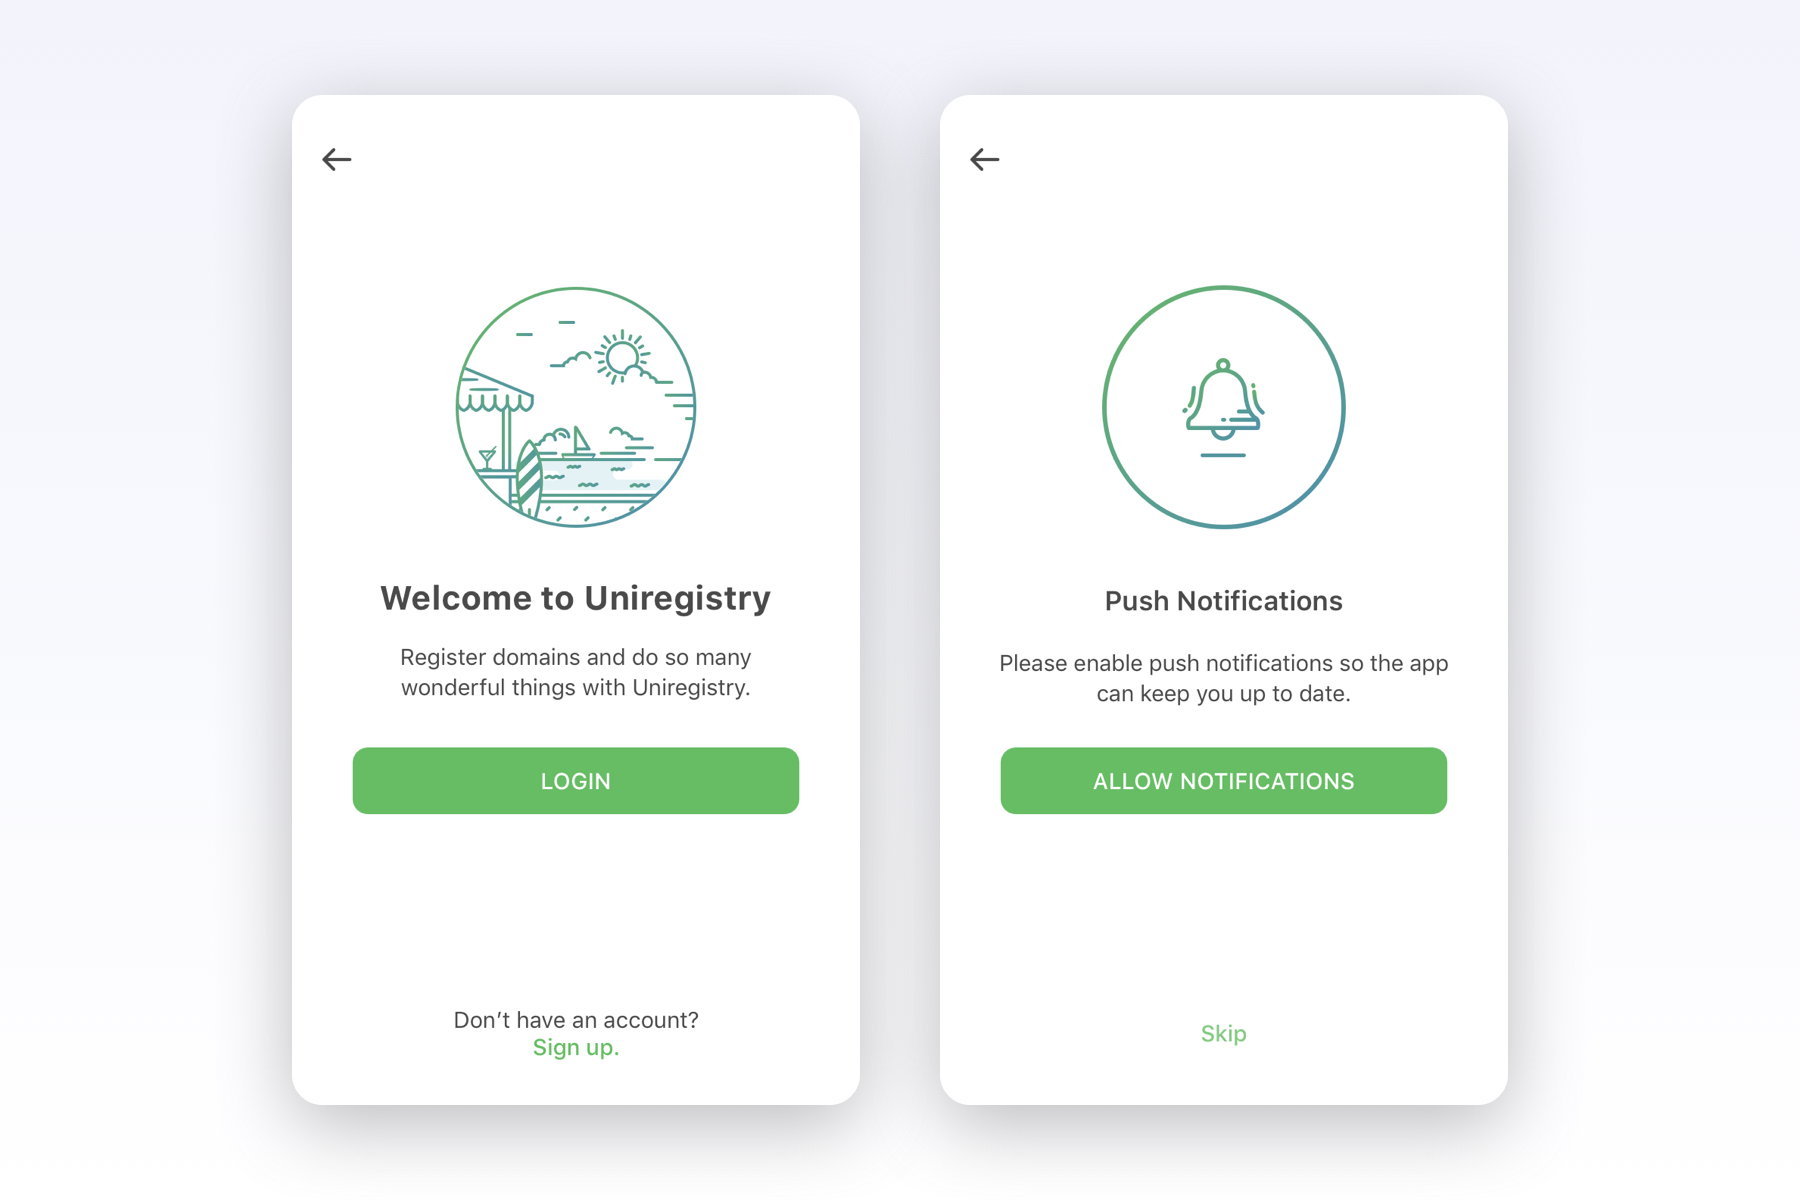 Welcome to Uniregistry
Register domains and do so many
wonderful things with Uniregistry.
LOGIN
Don’t have an account?
Sign up.
Push Notifications
Please enable push notifications so the app
can keep you up to date.
ALLOW NOTIFICATIONS
Skip